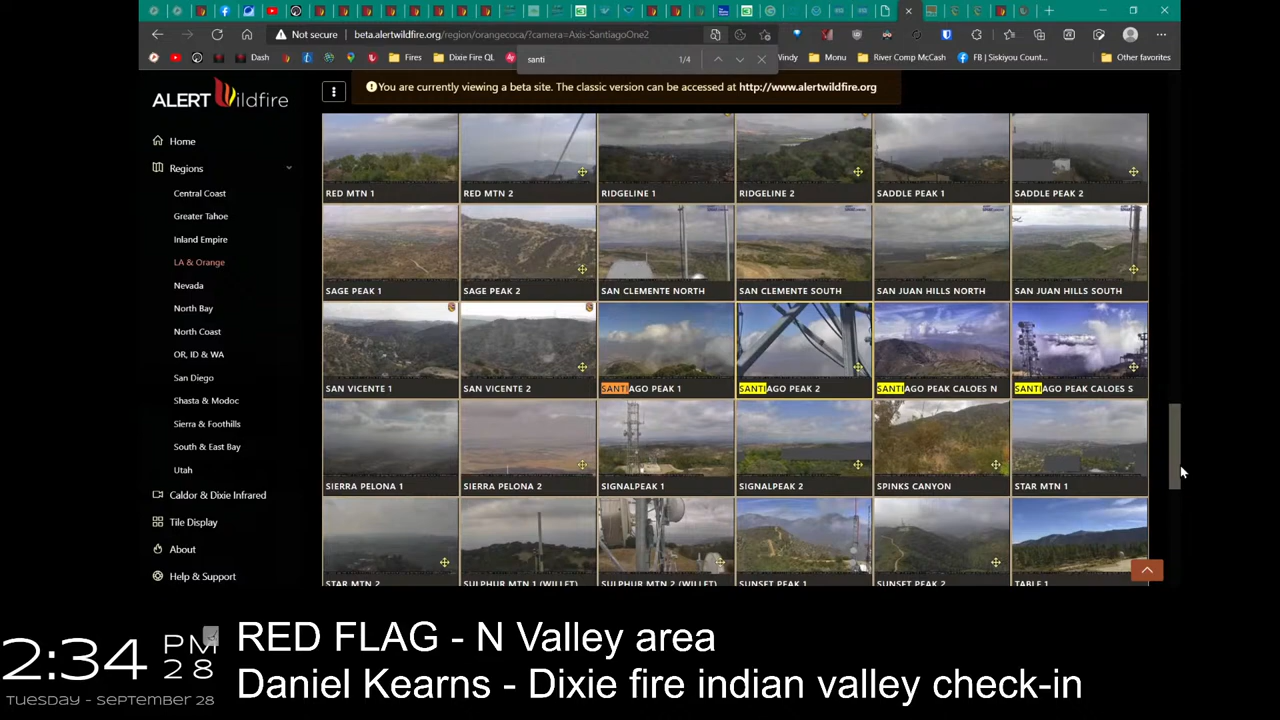 Not secure beta.alertwildfire.org/region/orangecoca/?camera=Axis-SantiagoOne2
Dash Fires Dixie Fire QL Windy Monu River Comp McCash FB | Siskiyou Count... Other favorites
santi 1/4
ALERT Wildfire
You are currently viewing a beta site. The classic version can be accessed at http://www.alertwildfire.org
Home
Regions
Central Coast
Greater Tahoe
Inland Empire
LA & Orange
Nevada
North Bay
North Coast
OR, ID & WA
San Diego
Shasta & Modoc
Sierra & Foothills
South & East Bay
Utah
Caldor & Dixie Infrared
Tile Display
About
Help & Support
RED MTN 1 RED MTN 2 RIDGELINE 1 RIDGELINE 2 SADDLE PEAK 1 SADDLE PEAK 2
SAGE PEAK 1 SAGE PEAK 2 SAN CLEMENTE NORTH SAN CLEMENTE SOUTH SAN JUAN HILLS NORTH SAN JUAN HILLS SOUTH
SAN VICENTE 1 SAN VICENTE 2 SANTIAGO PEAK 1 SANTIAGO PEAK 2 SANTIAGO PEAK CALOES N SANTIAGO PEAK CALOES S
SIERRA PELONA 1 SIERRA PELONA 2 SIGNALPEAK 1 SIGNALPEAK 2 SPINKS CANYON STAR MTN 1
STAR MTN 2 SULPHUR MTN 1 (WILLET) SULPHUR MTN 2 (WILLET) SUNSET PEAK 1 SUNSET PEAK 2 TABLE 1
2:34 PM
28
TUESDAY - SEPTEMBER 28
RED FLAG - N Valley area
Daniel Kearns - Dixie fire indian valley check-in